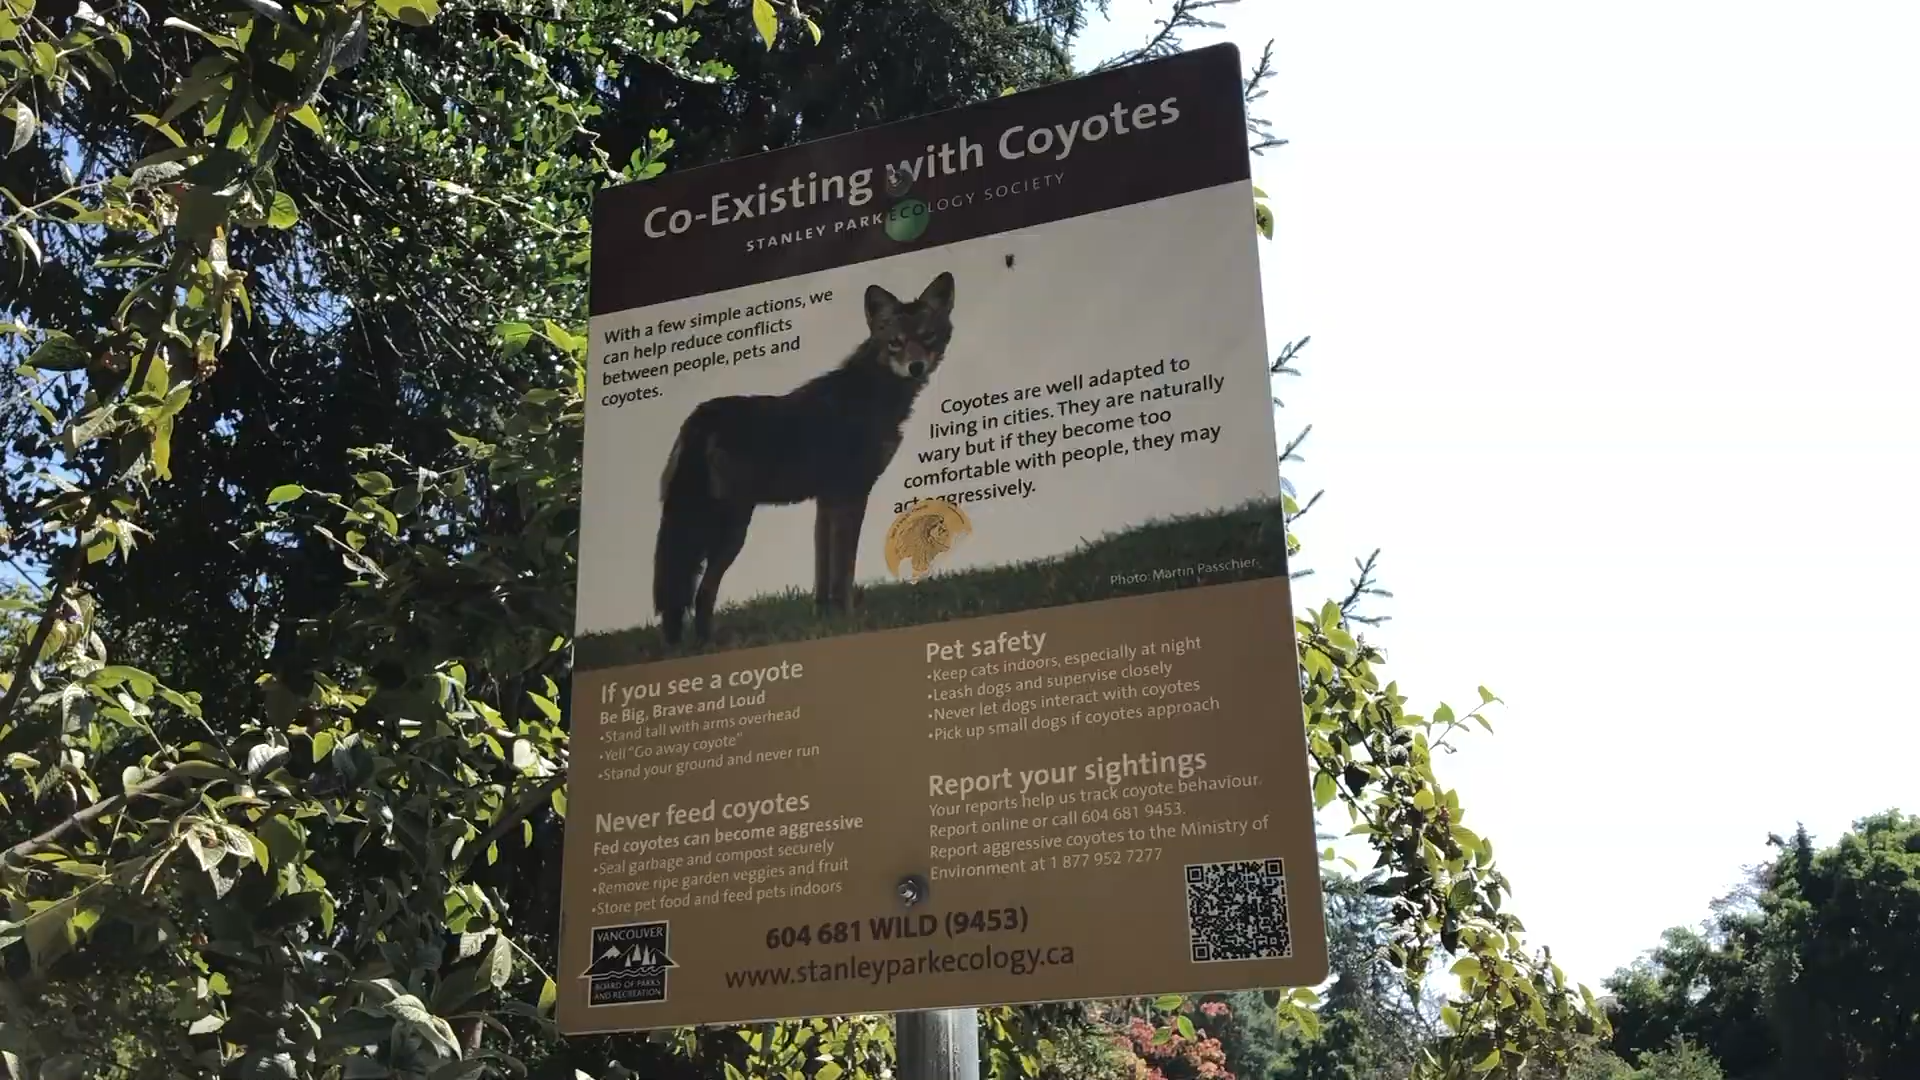 Co-Existing with Coyotes
STANLEY PARK ECOLOGY SOCIETY
With a few simple actions, we
can help reduce conflicts
between people, pets and
coyotes.
Coyotes are well adapted to
living in cities. They are naturally
wary but if they become too
comfortable with people, they may
act aggressively.
Photo: Martin Passchier
If you see a coyote
Be Big, Brave and Loud
•Stand tall with arms overhead
•Yell "Go away coyote"
•Stand your ground and never run
Never feed coyotes
Fed coyotes can become aggressive
•Seal garbage and compost securely
•Remove ripe garden veggies and fruit
•Store pet food and feed pets indoors
Pet safety
•Keep cats indoors, especially at night
•Leash dogs and supervise closely
•Never let dogs interact with coyotes
•Pick up small dogs if coyotes approach
Report your sightings
Your reports help us track coyote behaviour.
Report online or call 604 681 9453.
Report aggressive coyotes to the Ministry of
Environment at 1 877 952 7277
VANCOUVER
BOARD OF PARKS
AND RECREATION
604 681 WILD (9453)
www.stanleyparkecology.ca